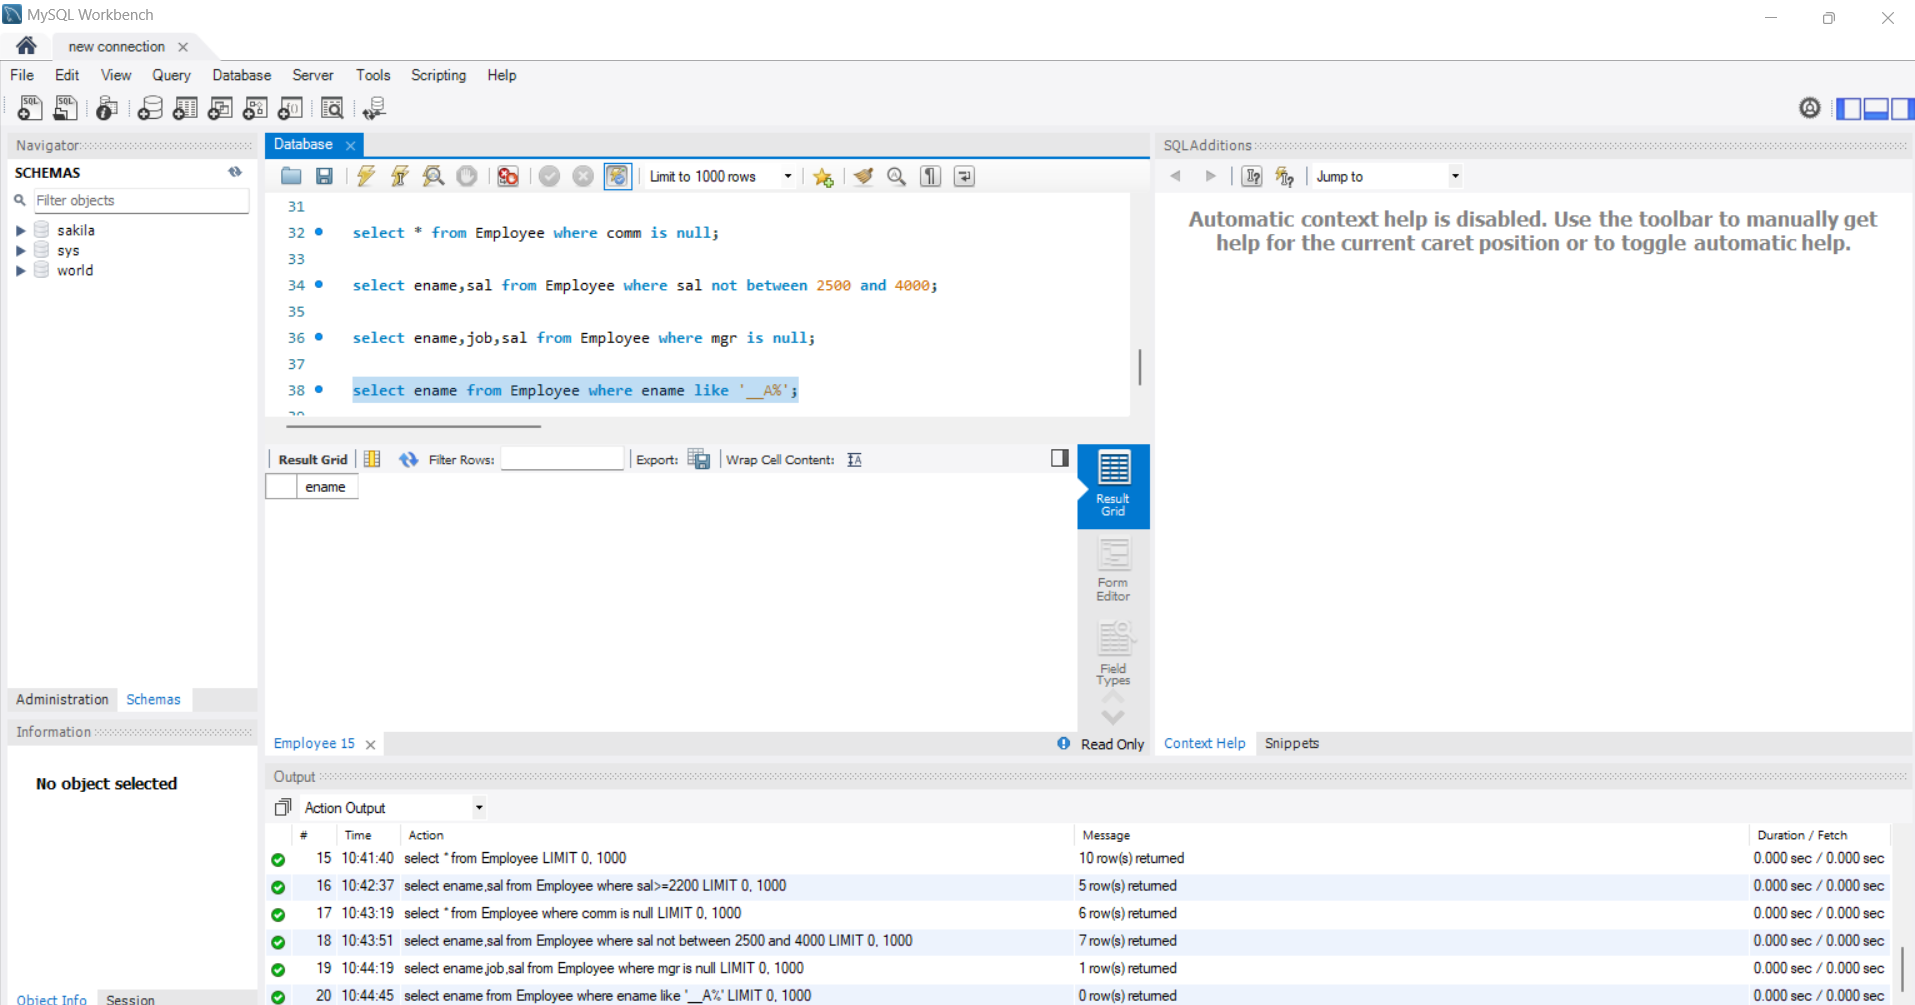 MySQL Workbench
new connection
File Edit View Query Database Server Tools Scripting Help
Navigator
SCHEMAS
Filter objects
sakila
sys
world
Administration Schemas
Information
No object selected
Object Info Session
Database
Limit to 1000 rows
31
32 select * from Employee where comm is null;
33
34 select ename,sal from Employee where sal not between 2500 and 4000;
35
36 select ename,job,sal from Employee where mgr is null;
37
38 select ename from Employee where ename like '__A%';
39
Result Grid Filter Rows: Export: Wrap Cell Content:
ename
Result
Grid
Form
Editor
Field
Types
Employee 15 Read Only
SQLAdditions
Jump to
Automatic context help is disabled. Use the toolbar to manually get
help for the current caret position or to toggle automatic help.
Context Help Snippets
Output
Action Output
# Time Action Message Duration / Fetch
15 10:41:40 select * from Employee LIMIT 0, 1000 10 row(s) returned 0.000 sec / 0.000 sec
16 10:42:37 select ename,sal from Employee where sal>=2200 LIMIT 0, 1000 5 row(s) returned 0.000 sec / 0.000 sec
17 10:43:19 select * from Employee where comm is null LIMIT 0, 1000 6 row(s) returned 0.000 sec / 0.000 sec
18 10:43:51 select ename,sal from Employee where sal not between 2500 and 4000 LIMIT 0, 1000 7 row(s) returned 0.000 sec / 0.000 sec
19 10:44:19 select ename,job,sal from Employee where mgr is null LIMIT 0, 1000 1 row(s) returned 0.000 sec / 0.000 sec
20 10:44:45 select ename from Employee where ename like '__A%' LIMIT 0, 1000 0 row(s) returned 0.000 sec / 0.000 sec